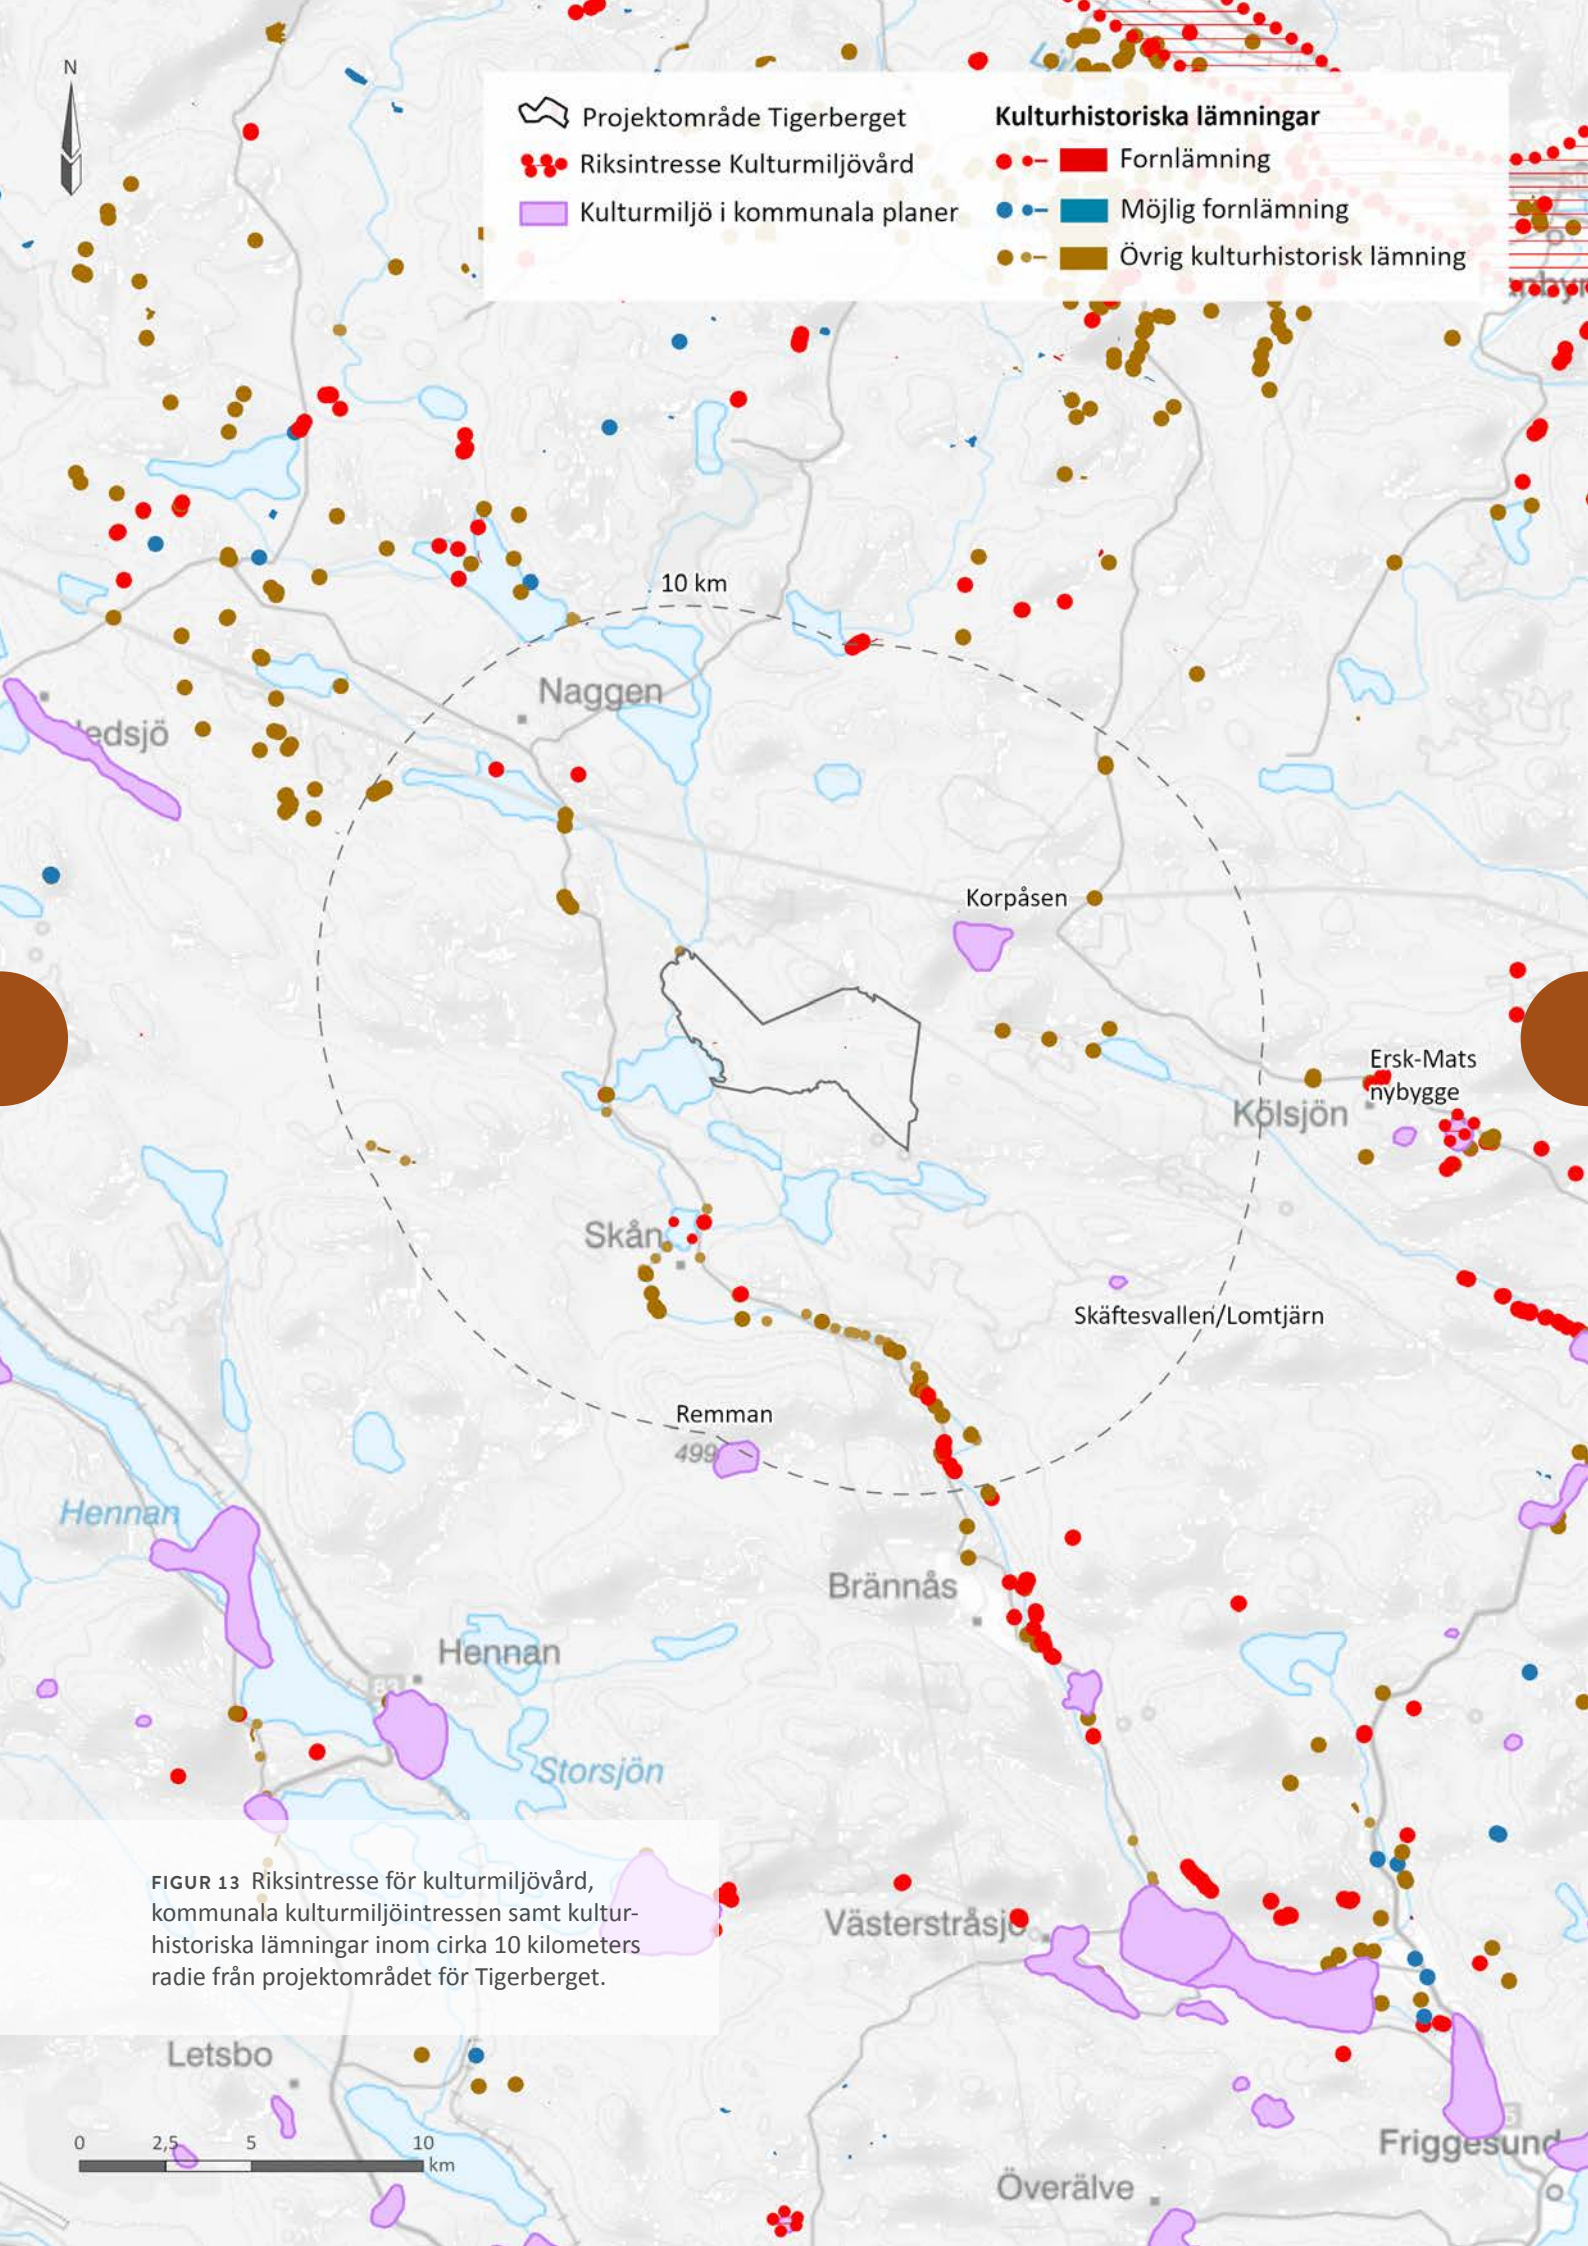 N
Projektområde Tigerberget
Riksintresse Kulturmiljövård
Kulturmiljö i kommunala planer
Kulturhistoriska lämningar
Fornlämning
Möjlig fornlämning
Övrig kulturhistorisk lämning
10 km
Naggen
edsjö
Korpåsen
Ersk-Mats
nybygge
Kölsjön
Skån
Skäftesvallen/Lomtjärn
Remman
499
Hennan
Brännås
Hennan
83
Storsjön
Västerstråsjö
FIGUR 13 Riksintresse för kulturmiljövård,
kommunala kulturmiljöintressen samt kultur-
historiska lämningar inom cirka 10 kilometers
radie från projektområdet för Tigerberget.
Letsbo
0 2,5 5 10
km
Friggesund
Överälve